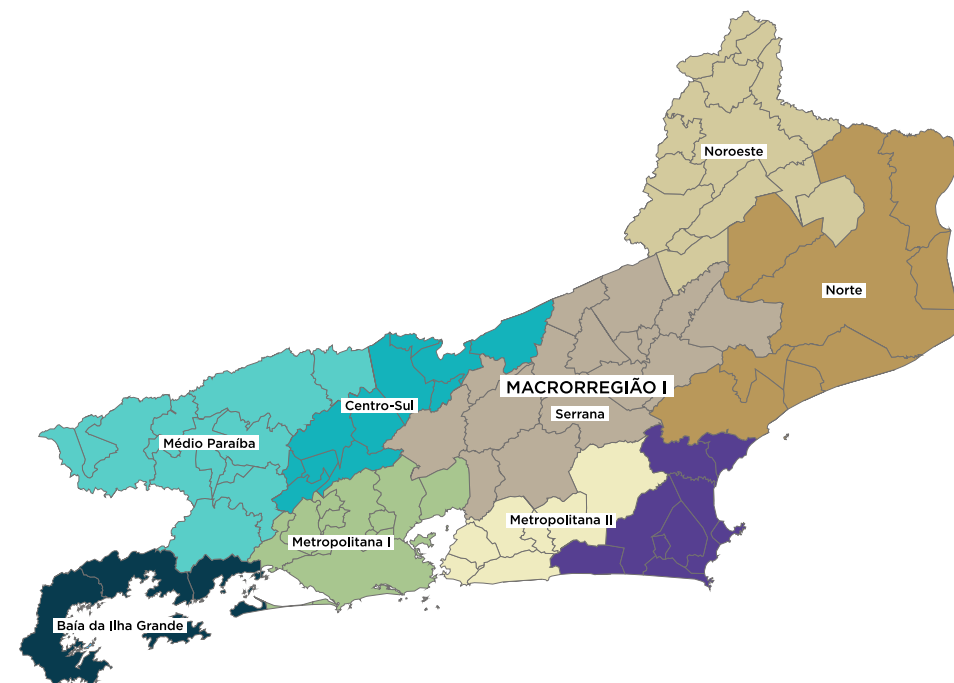 Noroeste
Norte
MACRORREGIÃO I
Centro-Sul
Serrana
Médio Paraíba
Metropolitana II
Metropolitana I
Baía da Ilha Grande